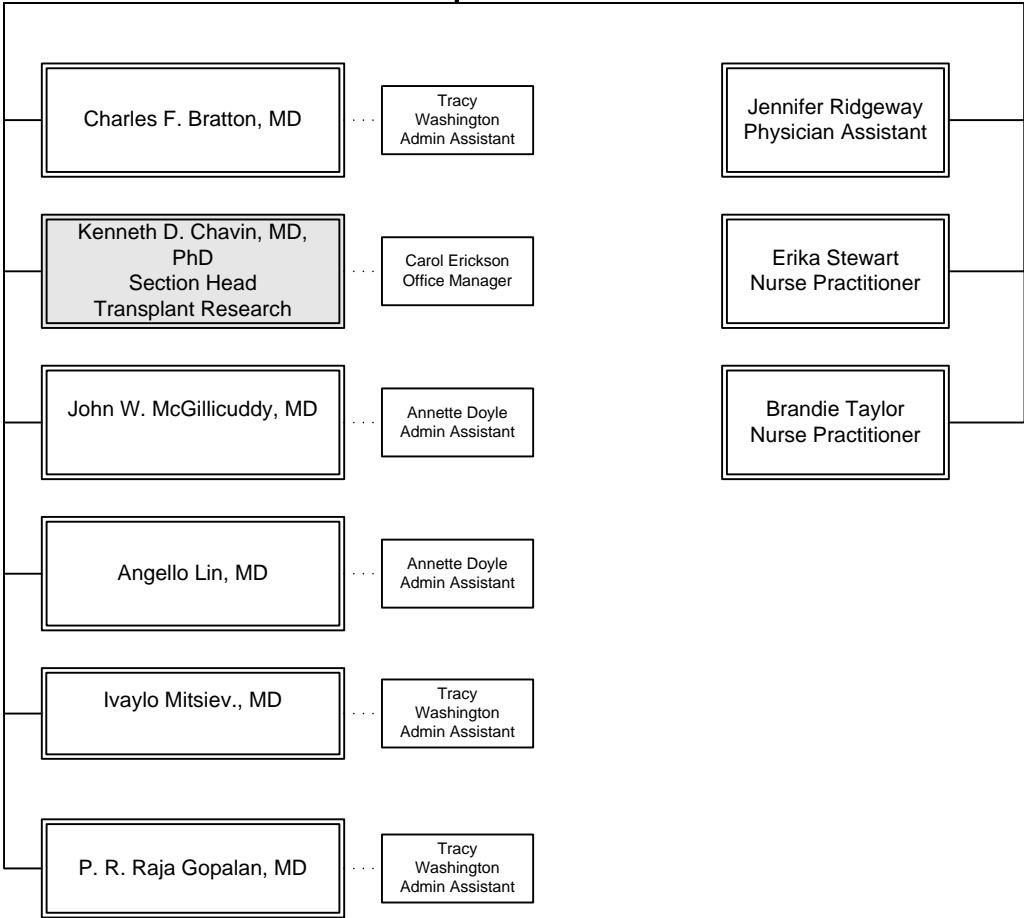 Charles F. Bratton, MD
Tracy
Washington
Admin Assistant
Jennifer Ridgeway
Physician Assistant
Kenneth D. Chavin, MD,
PhD
Section Head
Transplant Research
Carol Erickson
Office Manager
Erika Stewart
Nurse Practitioner
John W. McGillicuddy, MD
Annette Doyle
Admin Assistant
Brandie Taylor
Nurse Practitioner
Angello Lin, MD
Annette Doyle
Admin Assistant
Ivaylo Mitsiev., MD
Tracy
Washington
Admin Assistant
P. R. Raja Gopalan, MD
Tracy
Washington
Admin Assistant